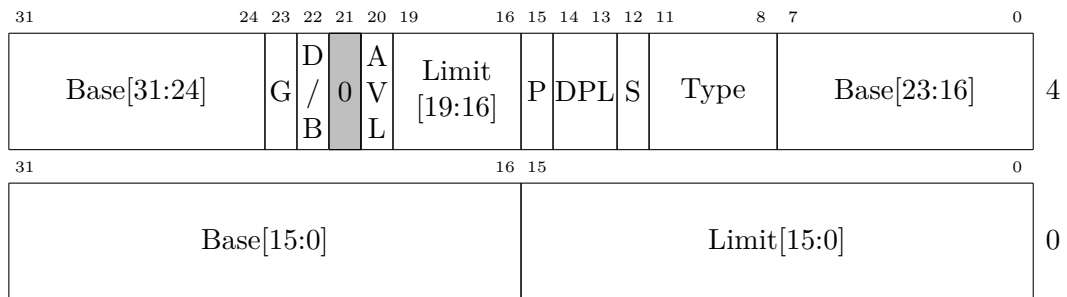 31 24 23 22 21 20 19 16 15 14 13 12 11 8 7 0
Base[31:24] G D/B 0 AVL Limit [19:16] P DPL S Type Base[23:16] 4
31 16 15 0
Base[15:0] Limit[15:0] 0